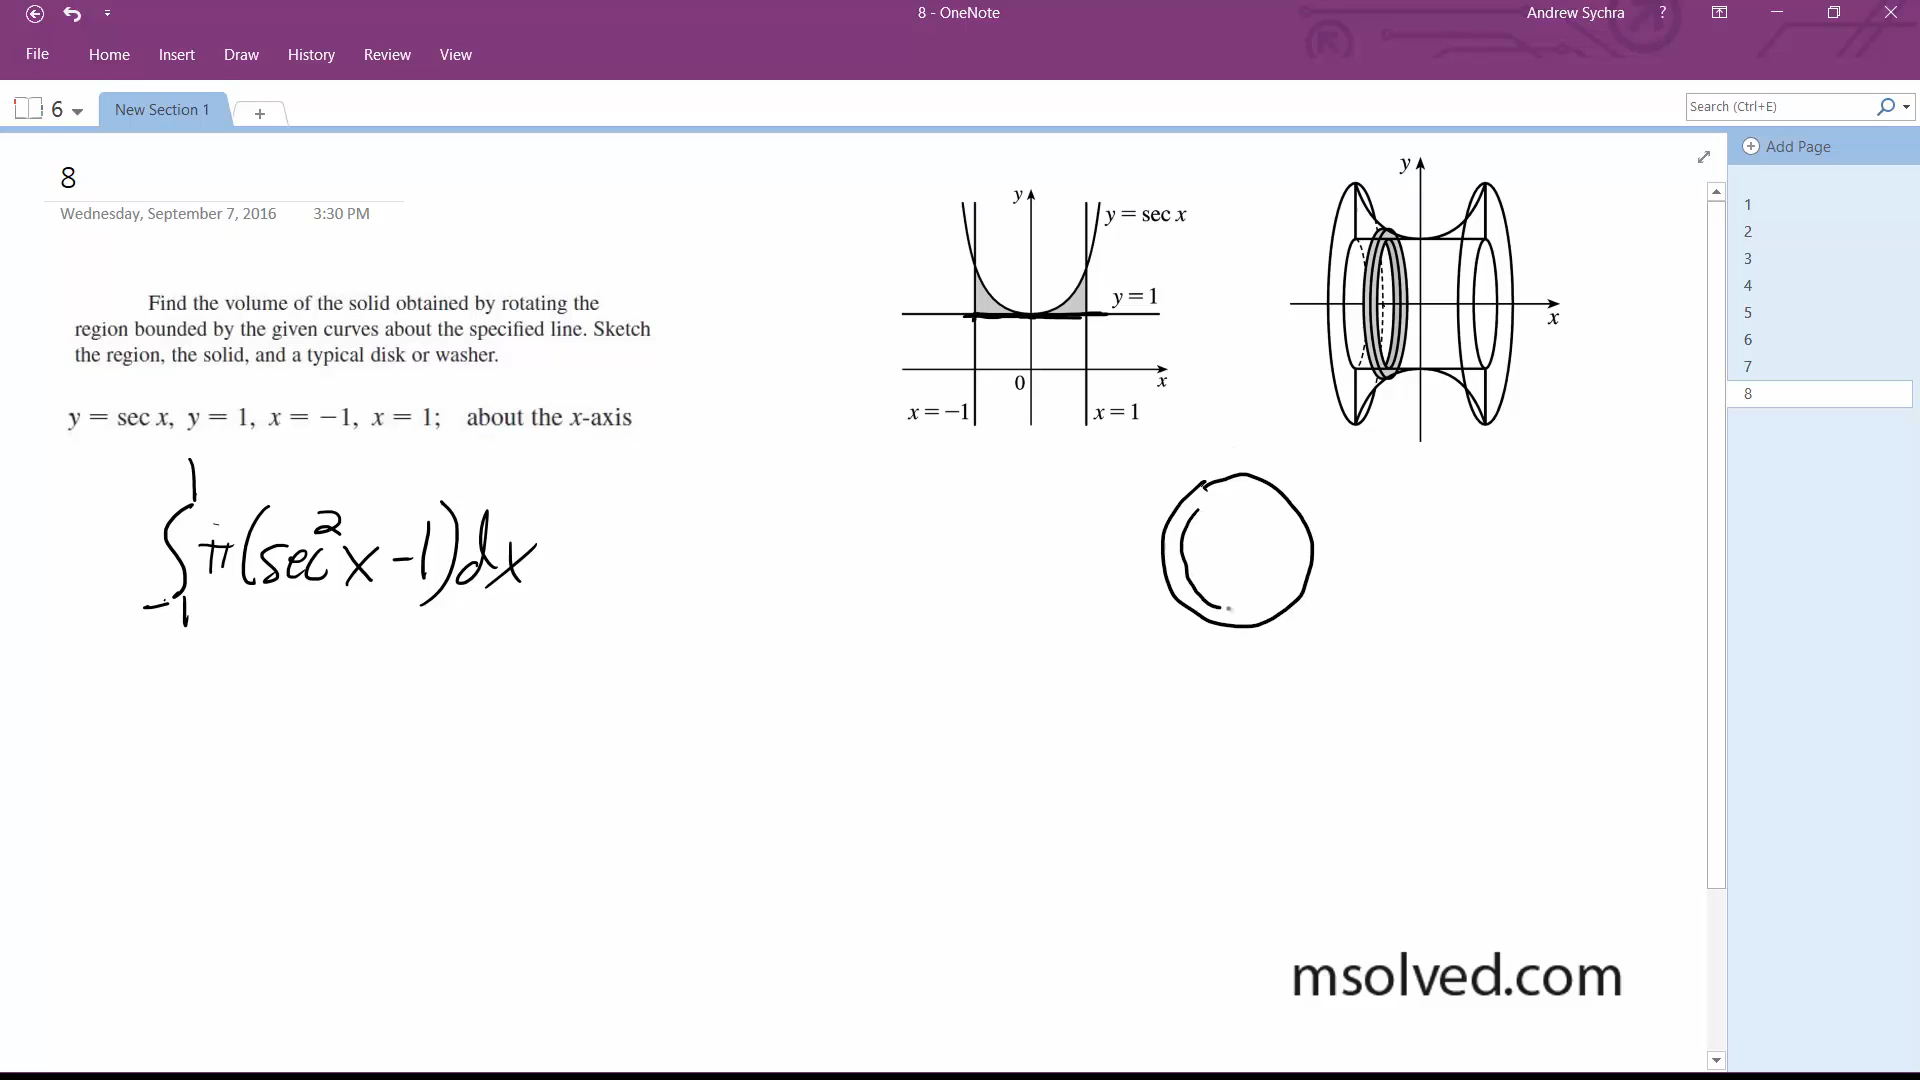 8 - OneNote
Andrew Sychra
?
File
Home
Insert
Draw
History
Review
View
6
New Section 1
+
Search (Ctrl+E)
Add Page
1
2
3
4
5
6
7
8
8
Wednesday, September 7, 2016
3:30 PM
Find the volume of the solid obtained by rotating the
region bounded by the given curves about the specified line. Sketch
the region, the solid, and a typical disk or washer.
y = sec x, y = 1, x = −1, x = 1; about the x-axis
∫₋₁¹ π(sec²x −1)dx
y
y = sec x
y = 1
0
x
x = −1
x = 1
y
x
msolved.com